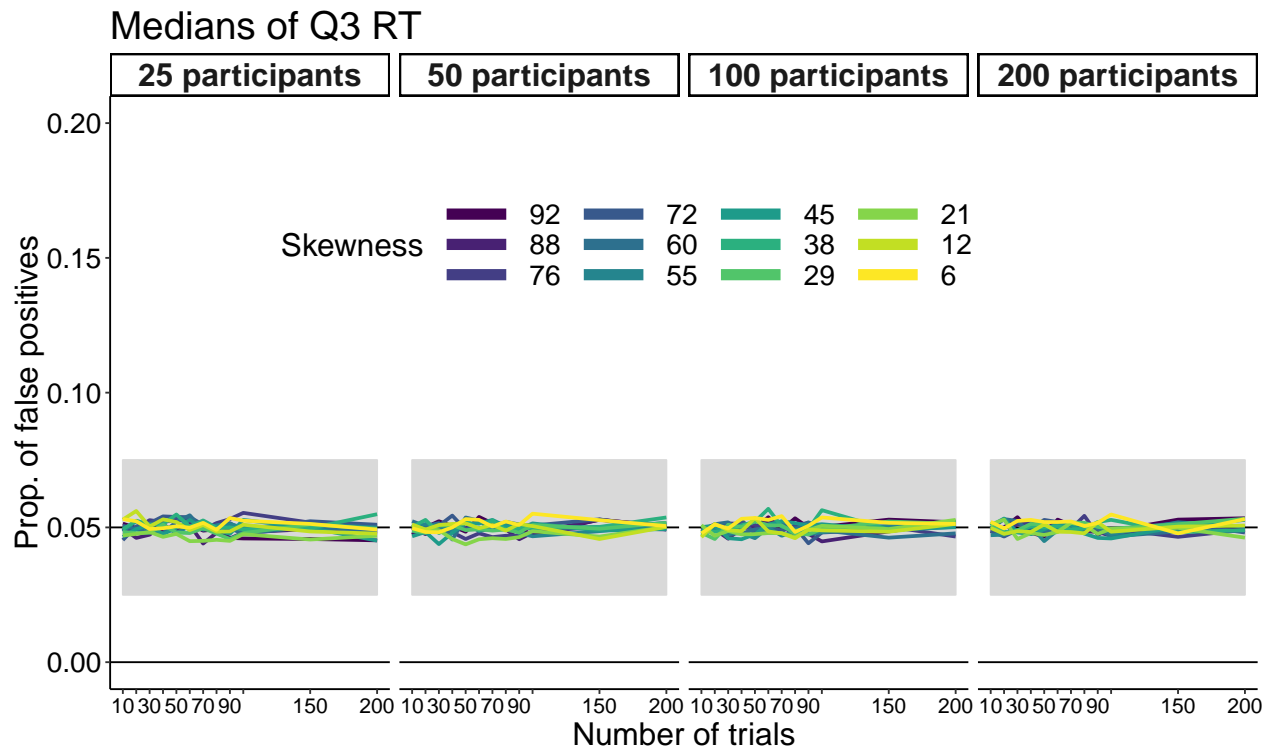 Medians of Q3 RT
25 participants 50 participants 100 participants 200 participants
0.20
0.15
0.10
0.05
0.00
Prop. of false positives
Skewness
92 72 45 21
88 60 38 12
76 55 29 6
10 30 50 70 90 150 200 10 30 50 70 90 150 200 10 30 50 70 90 150 200 10 30 50 70 90 150 200
Number of trials